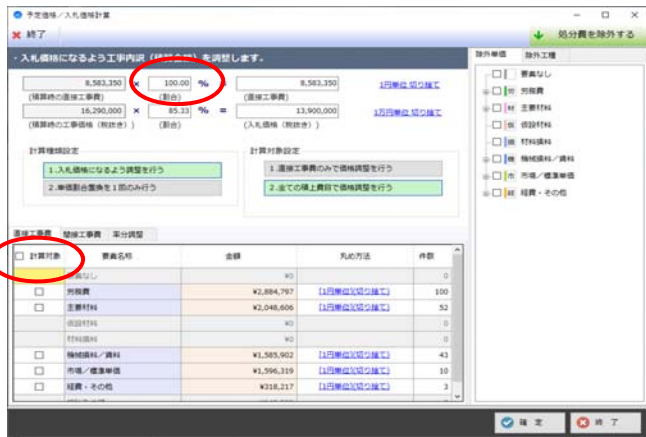 予定価格／入札価格計算
終了
処分費を除外する
・入札価格になるよう工事内訳（積算金額）を調整します。
8,583,350 × 100.00 % = 8,583,350 1円単位 切り捨て
(積算時の直接工事費) (割合) (直接工事費)
16,290,000 × 85.33 % = 13,900,000 1万円単位 切り捨て
(積算時の工事価格（税抜き）) (割合) (入札価格（税抜き）)
計算種類設定
1.入札価格になるよう調整を行う
2.単価割合置換を1回のみ行う
計算対象設定
1.直接工事費のみで価格調整を行う
2.全ての積上費目で価格調整を行う
直接工事費 間接工事費 率分調整
計算対象 要素名称 金額 丸め方法 件数
要素なし ¥0 0
労務費 ¥2,884,797 [1円単位][切り捨て] 100
主要材料 ¥2,048,606 [1円単位][切り捨て] 52
仮設材料 ¥0 0
材料損料 ¥0 0
機械損料／賃料 ¥1,585,902 [1円単位][切り捨て] 43
市場／標準単価 ¥1,596,319 [1円単位][切り捨て] 10
経費・その他 ¥318,217 [1円単位][切り捨て] 3
除外単価 除外工種
要素なし
労 労務費
材 主要材料
仮 仮設材料
損 材料損料
機 機械損料／賃料
市 市場／標準単価
経 経費・その他
確 定
終 了